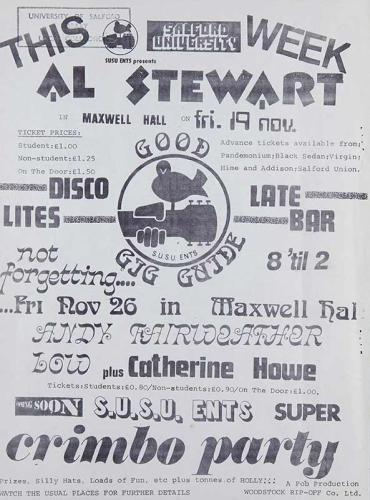 UNIVERSITY OF SALFORD
THIS
SALFORD UNIVERSITY
WEEK
SUSU ENTS presents
AL STEWART
IN MAXWELL HALL ON fri. 19 nov.
TICKET PRICES:
Student:£1.00
Non-student:£1.25
On The Door:£1.50
GOOD
Advance tickets available from;
Pandemonium;Black Sedan;Virgin;
Hime and Addison;Salford Union.
DISCO
LITES
S.U.S.U. ENTS
GIG GUIDE
LATE
BAR
8 'til 2
not
forgetting....
...Fri Nov 26 in Maxwell Hal
ANDY FAIRWEATHER
LOW plus Catherine Howe
Tickets:Students:£0.80/Non-students:£0.90/On The Door:£1.00.
COMING SOON S.U.S.U. ENTS SUPER
crimbo party
Prizes, Silly Hats, Loads of Fun, etc plus tonnes of HOLLY!!! A Pob Production
WATCH THE USUAL PLACES FOR FURTHER DETAILS WOODSTOCK RIP-OFF Co. Ltd.